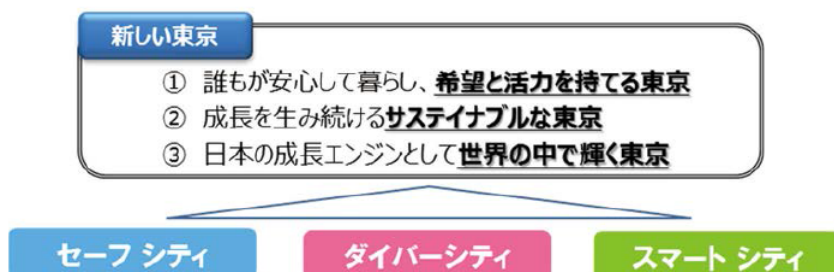 新しい東京
① 誰もが安心して暮らし、希望と活力を持てる東京
② 成長を生み続けるサステイナブルな東京
③ 日本の成長エンジンとして世界の中で輝く東京
セーフ シティ
ダイバーシティ
スマート シティ